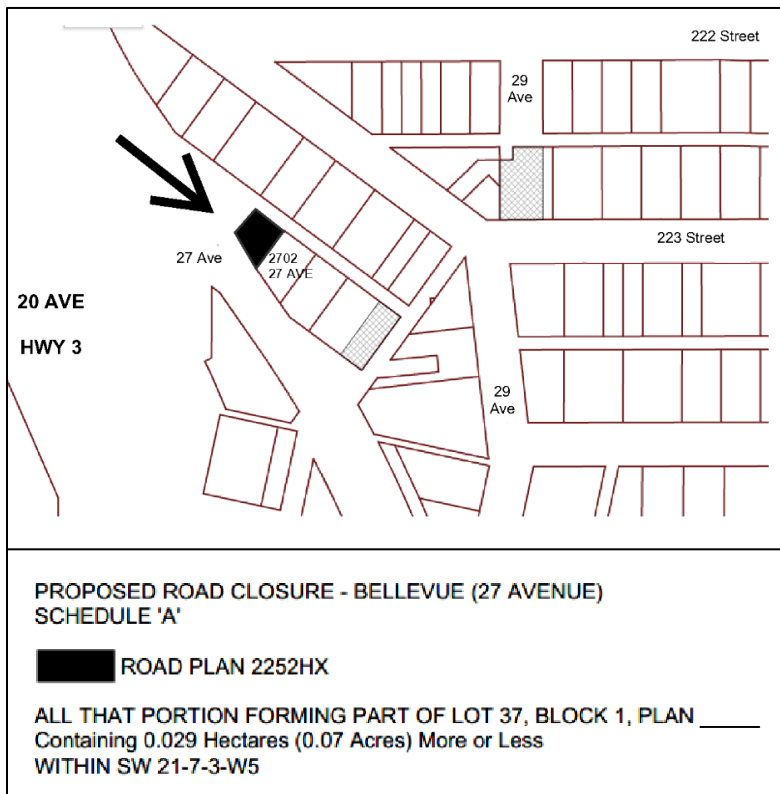 222 Street
29
Ave
223 Street
27 Ave
2702
27 AVE
20 AVE
HWY 3
29
Ave
PROPOSED ROAD CLOSURE - BELLEVUE (27 AVENUE)
SCHEDULE 'A'
ROAD PLAN 2252HX
ALL THAT PORTION FORMING PART OF LOT 37, BLOCK 1, PLAN _____
Containing 0.029 Hectares (0.07 Acres) More or Less
WITHIN SW 21-7-3-W5